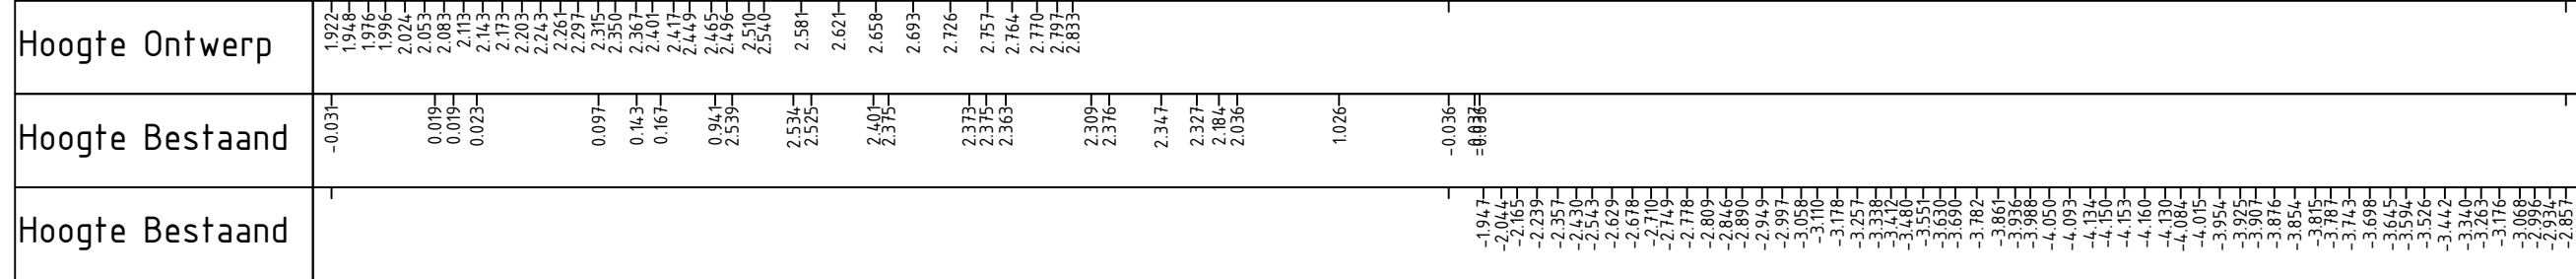 Hoogte Ontwerp 1.922 1.948 1.976 1.996 2.024 2.053 2.083 2.113 2.143 2.173 2.203 2.243 2.261 2.297 2.315 2.350 2.367 2.401 2.417 2.449 2.465 2.496 2.510 2.540 2.581 2.621 2.658 2.693 2.726 2.757 2.764 2.770 2.797 2.833
Hoogte Bestaand -0.031 0.019 0.019 0.023 0.097 0.143 0.167 0.941 2.539 2.534 2.525 2.401 2.375 2.373 2.375 2.363 2.309 2.376 2.347 2.327 2.184 2.036 1.026 -0.036
Hoogte Bestaand -1.947 -2.044 -2.165 -2.239 -2.357 -2.430 -2.543 -2.629 -2.678 -2.710 -2.749 -2.778 -2.809 -2.846 -2.890 -2.949 -2.997 -3.058 -3.110 -3.178 -3.257 -3.338 -3.412 -3.480 -3.551 -3.630 -3.690 -3.782 -3.861 -3.936 -3.988 -4.050 -4.093 -4.134 -4.150 -4.153 -4.160 -4.130 -4.084 -4.015 -3.954 -3.925 -3.907 -3.876 -3.854 -3.815 -3.787 -3.743 -3.698 -3.645 -3.594 -3.526 -3.442 -3.340 -3.263 -3.176 -3.068 -2.996 -2.934 -2.857